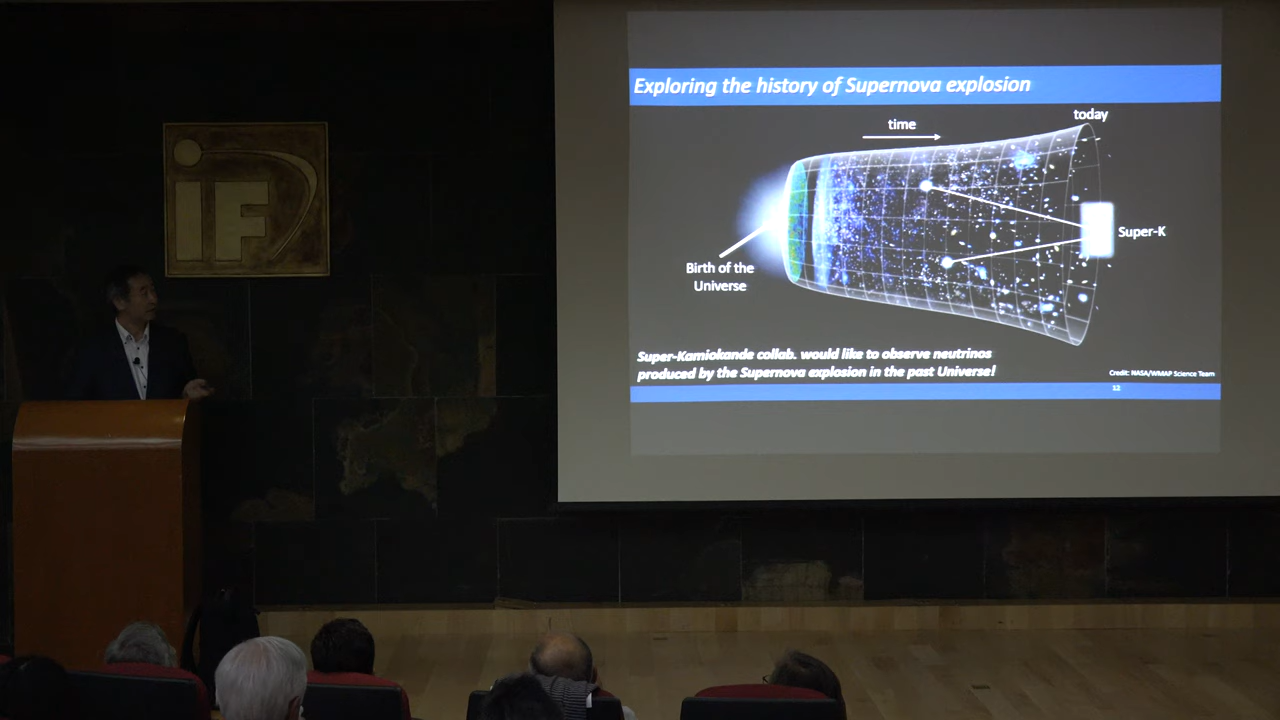 IF
Exploring the history of Supernova explosion
time
today
Super-K
Birth of the
Universe
Super-Kamiokande collab. would like to observe neutrinos
produced by the Supernova explosion in the past Universe!
Credit: NASA/WMAP Science Team
12